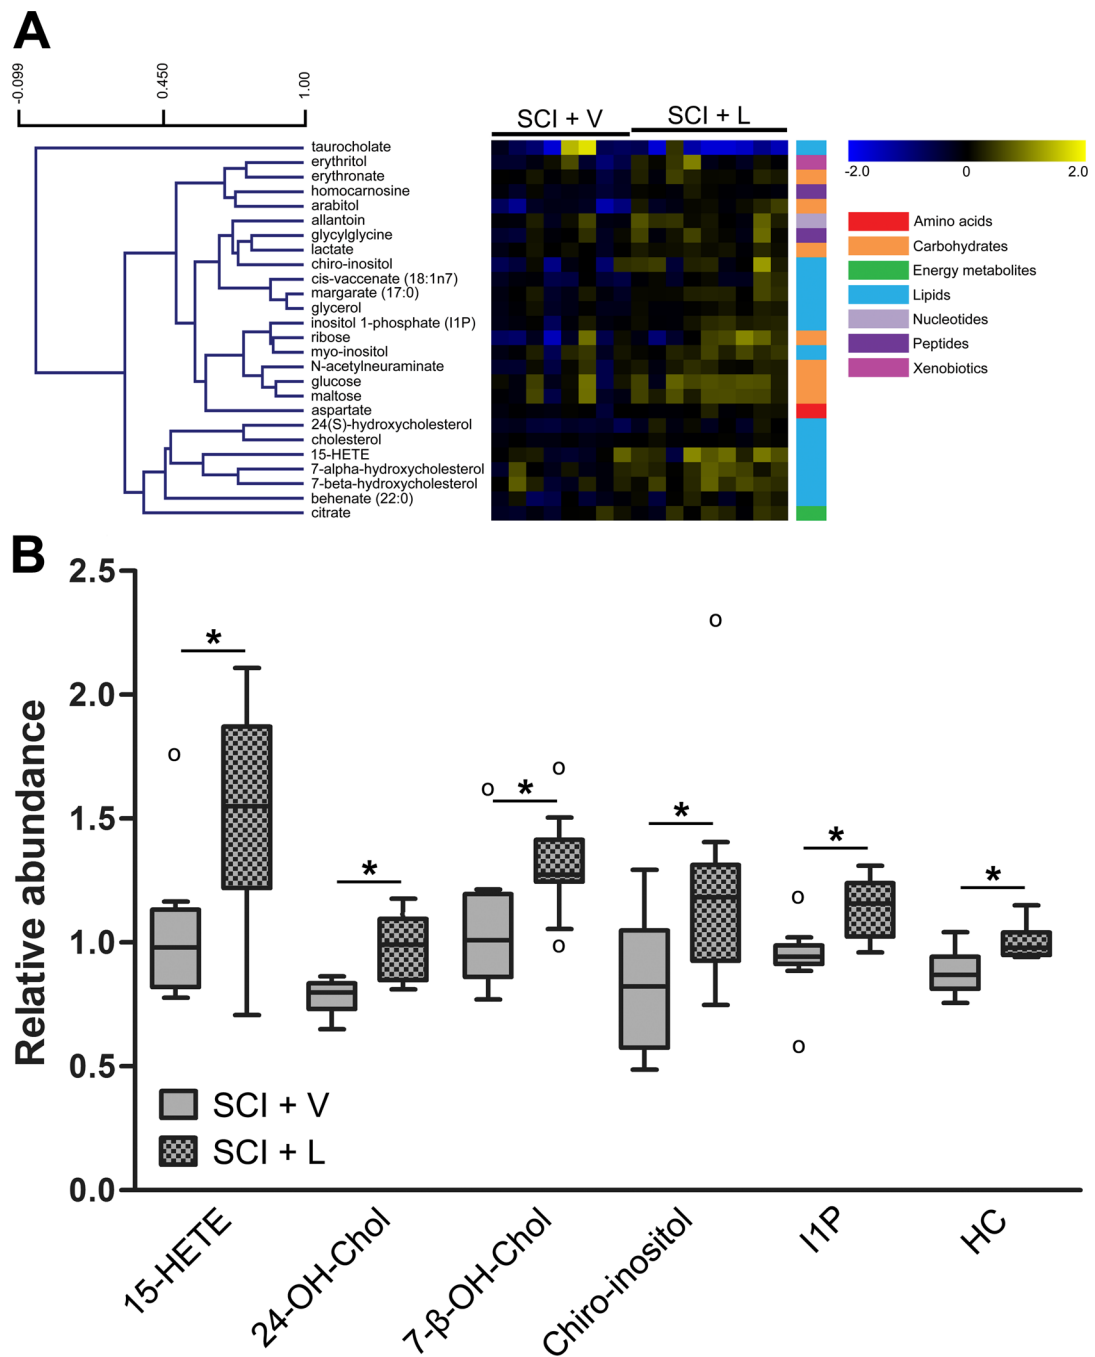 A
-0.099
0.450
1.00
SCI + V
SCI + L
taurocholate
erythritol
erythronate
homocarnosine
arabitol
allantoin
glycylglycine
lactate
chiro-inositol
cis-vaccenate (18:1n7)
margarate (17:0)
glycerol
inositol 1-phosphate (I1P)
ribose
myo-inositol
N-acetylneuraminate
glucose
maltose
aspartate
24(S)-hydroxycholesterol
cholesterol
15-HETE
7-alpha-hydroxycholesterol
7-beta-hydroxycholesterol
behenate (22:0)
citrate
-2.0
0
2.0
Amino acids
Carbohydrates
Energy metabolites
Lipids
Nucleotides
Peptides
Xenobiotics
B
Relative abundance
2.5
2.0
1.5
1.0
0.5
0.0
*
*
*
*
*
*
SCI + V
SCI + L
15-HETE
24-OH-Chol
7-β-OH-Chol
Chiro-inositol
I1P
HC